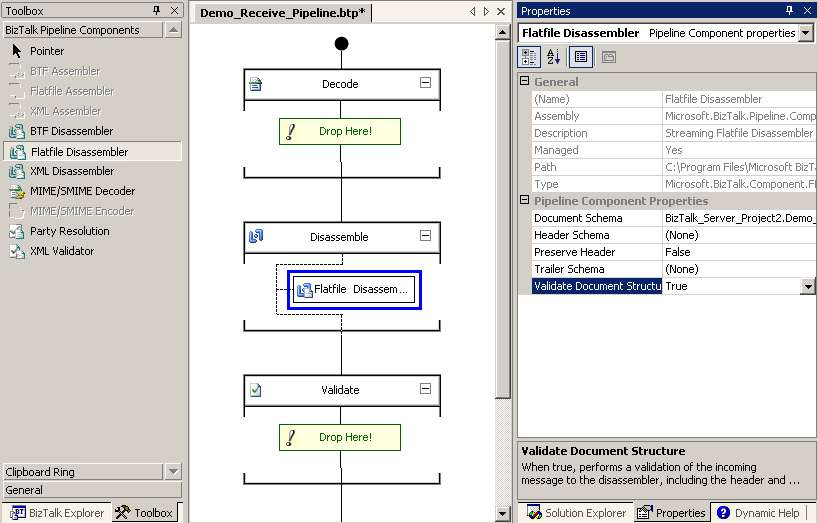 Toolbox
BizTalk Pipeline Components
Pointer
BTF Assembler
Flatfile Assembler
XML Assembler
BTF Disassembler
Flatfile Disassembler
XML Disassembler
MIME/SMIME Decoder
MIME/SMIME Encoder
Party Resolution
XML Validator
Clipboard Ring
General
BizTalk Explorer
Toolbox
Demo_Receive_Pipeline.btp*
Decode
Drop Here!
Disassemble
Flatfile Disassem...
Validate
Drop Here!
Properties
Flatfile Disassembler Pipeline Component properties
General
(Name) Flatfile Disassembler
Assembly Microsoft.BizTalk.Pipeline.Comp
Description Streaming Flatfile Disassembler
Managed Yes
Path C:\Program Files\Microsoft BizT
Type Microsoft.BizTalk.Component.Fl
Pipeline Component Properties
Document Schema BizTalk_Server_Project2.Demo_
Header Schema (None)
Preserve Header False
Trailer Schema (None)
Validate Document Structu True
Validate Document Structure
When true, performs a validation of the incoming
message to the disassembler, including the header and ...
Solution Explorer
Properties
Dynamic Help